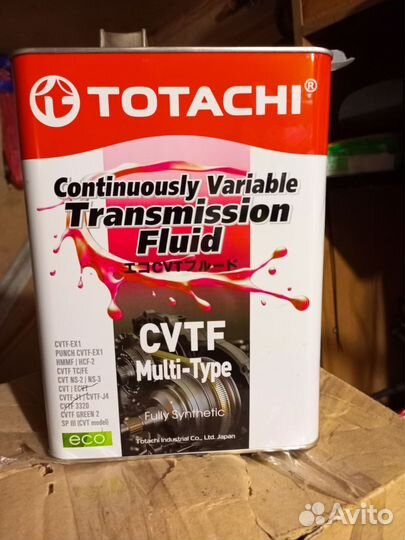 TOTACHI®
Continuously Variable
Transmission
Fluid
エコCVTフルード
CVTF
Multi-Type
CVTF-EX1
PUNCH CVTF-EX1
HMMF | HCF-2
CVTF TC/FE
CVT NS-2 | NS-3
CVT | ECVT
CVTF-J1 | CVTF-J4
CVTF 3320
CVTF GREEN 2
SP III (CVT model)
Fully Synthetic
eco
Totachi Industrial Co., Ltd. Japan
Avito